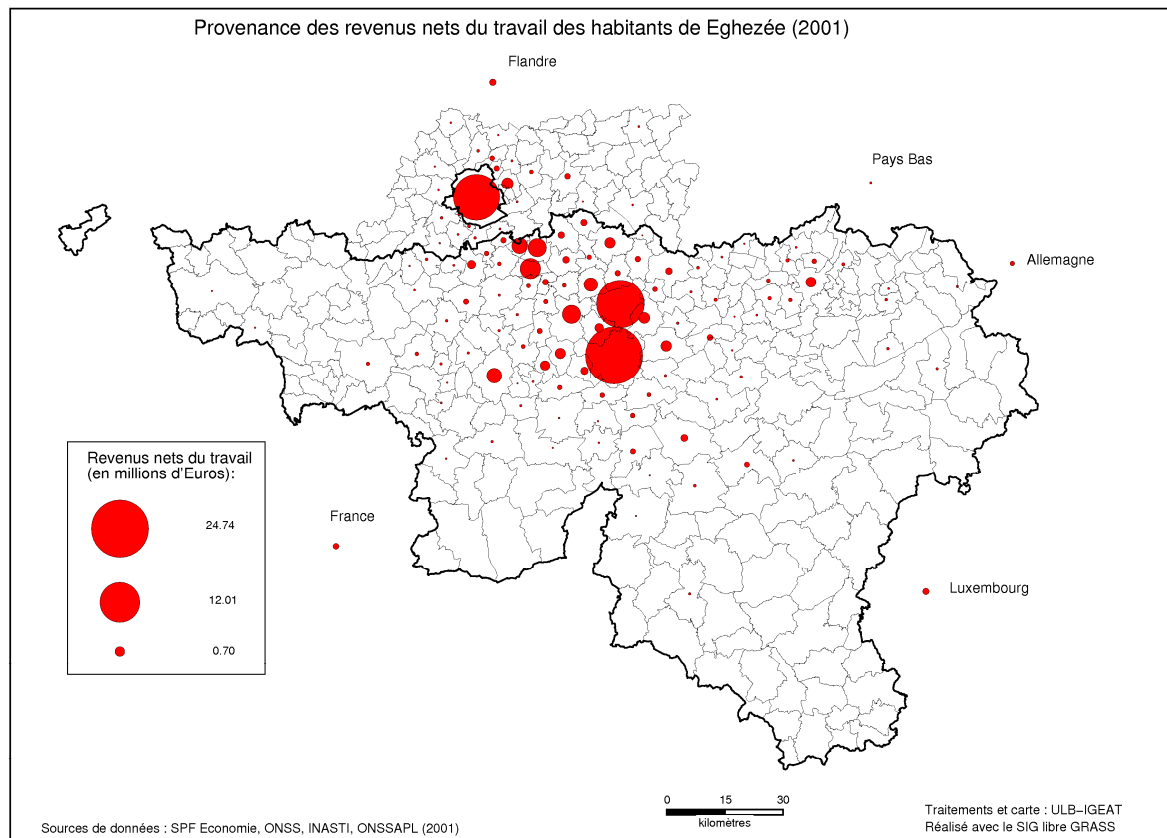 Provenance des revenus nets du travail des habitants de Eghezée (2001)
Flandre
Pays Bas
Allemagne
Revenus nets du travail
(en millions d'Euros):
24.74
12.01
0.70
France
Luxembourg
0 15 30
kilomètres
Sources de données : SPF Economie, ONSS, INASTI, ONSSAPL (2001)
Traitements et carte : ULB-IGEAT
Réalisé avec le SIG libre GRASS